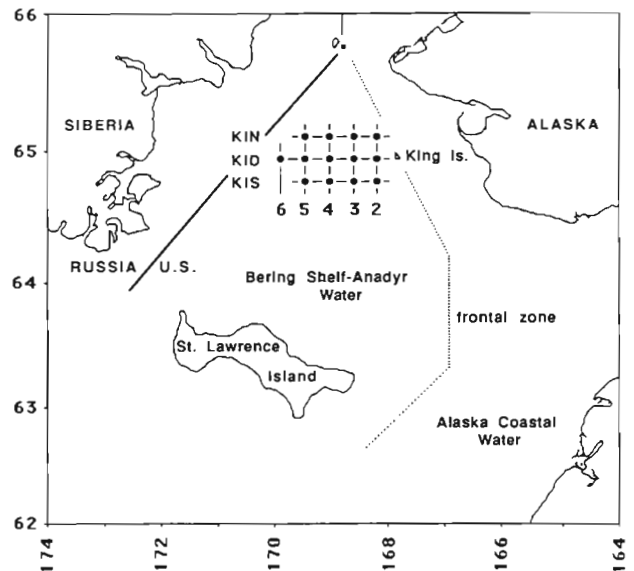 66
SIBERIA
ALASKA
KIN
65
KIO
King Is.
KIS
6 5 4 3 2
RUSSIA U.S.
64
Bering Shelf-Anadyr
Water
frontal zone
St. Lawrence
Island
63
Alaska Coastal
Water
62
174 172 170 168 166 164